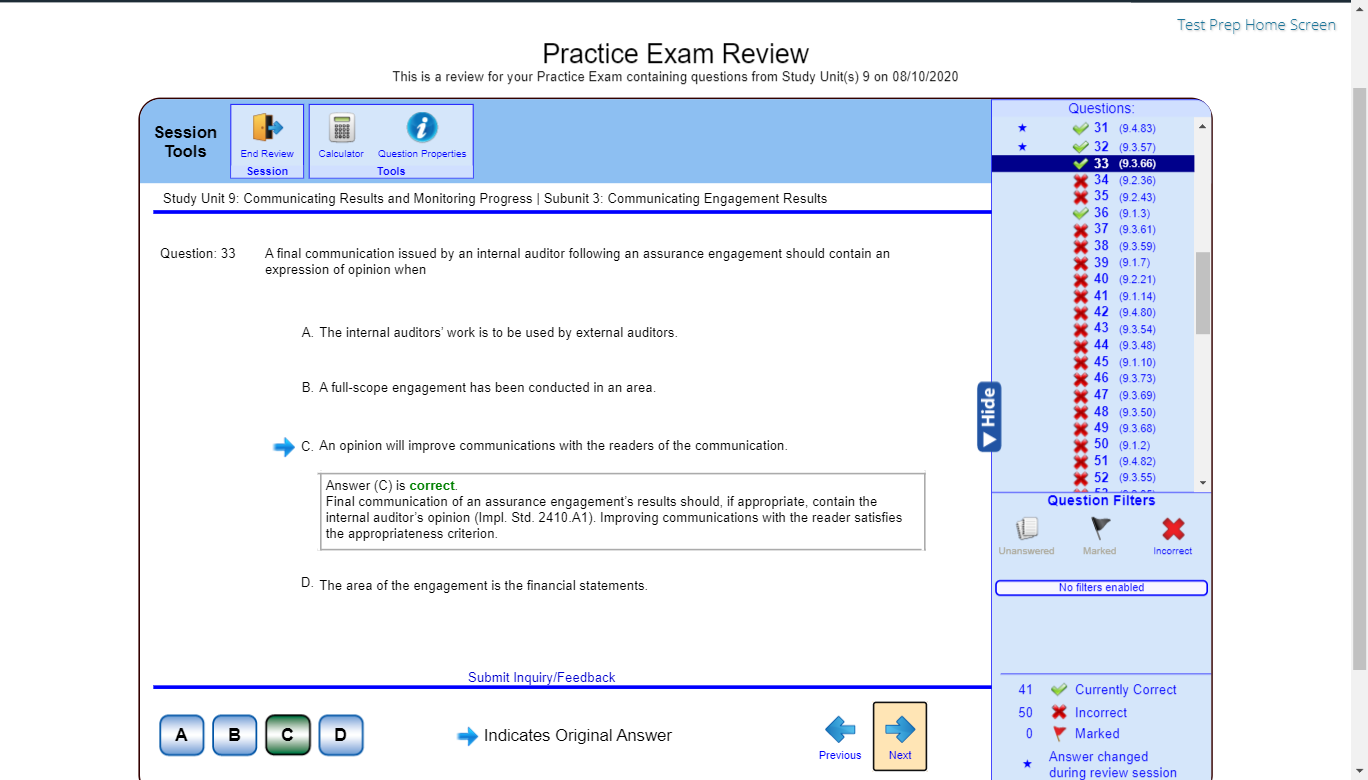 Test Prep Home Screen
Practice Exam Review
This is a review for your Practice Exam containing questions from Study Unit(s) 9 on 08/10/2020
Session Tools
End Review
Session
Calculator
Question Properties
Tools
Study Unit 9: Communicating Results and Monitoring Progress | Subunit 3: Communicating Engagement Results
Question: 33
A final communication issued by an internal auditor following an assurance engagement should contain an
expression of opinion when
A. The internal auditors' work is to be used by external auditors.
B. A full-scope engagement has been conducted in an area.
C. An opinion will improve communications with the readers of the communication.
Answer (C) is correct.
Final communication of an assurance engagement's results should, if appropriate, contain the
internal auditor's opinion (Impl. Std. 2410.A1). Improving communications with the reader satisfies
the appropriateness criterion.
D. The area of the engagement is the financial statements.
Submit Inquiry/Feedback
A
B
C
D
Indicates Original Answer
Previous
Next
Hide
Questions:
31 (9.4.83)
32 (9.3.57)
33 (9.3.66)
34 (9.2.36)
35 (9.2.43)
36 (9.1.3)
37 (9.3.61)
38 (9.3.59)
39 (9.1.7)
40 (9.2.21)
41 (9.1.14)
42 (9.4.80)
43 (9.3.54)
44 (9.3.48)
45 (9.1.10)
46 (9.3.73)
47 (9.3.69)
48 (9.3.50)
49 (9.3.68)
50 (9.1.2)
51 (9.4.82)
52 (9.3.55)
Question Filters
Unanswered
Marked
Incorrect
No filters enabled
41 Currently Correct
50 Incorrect
0 Marked
Answer changed
during review session